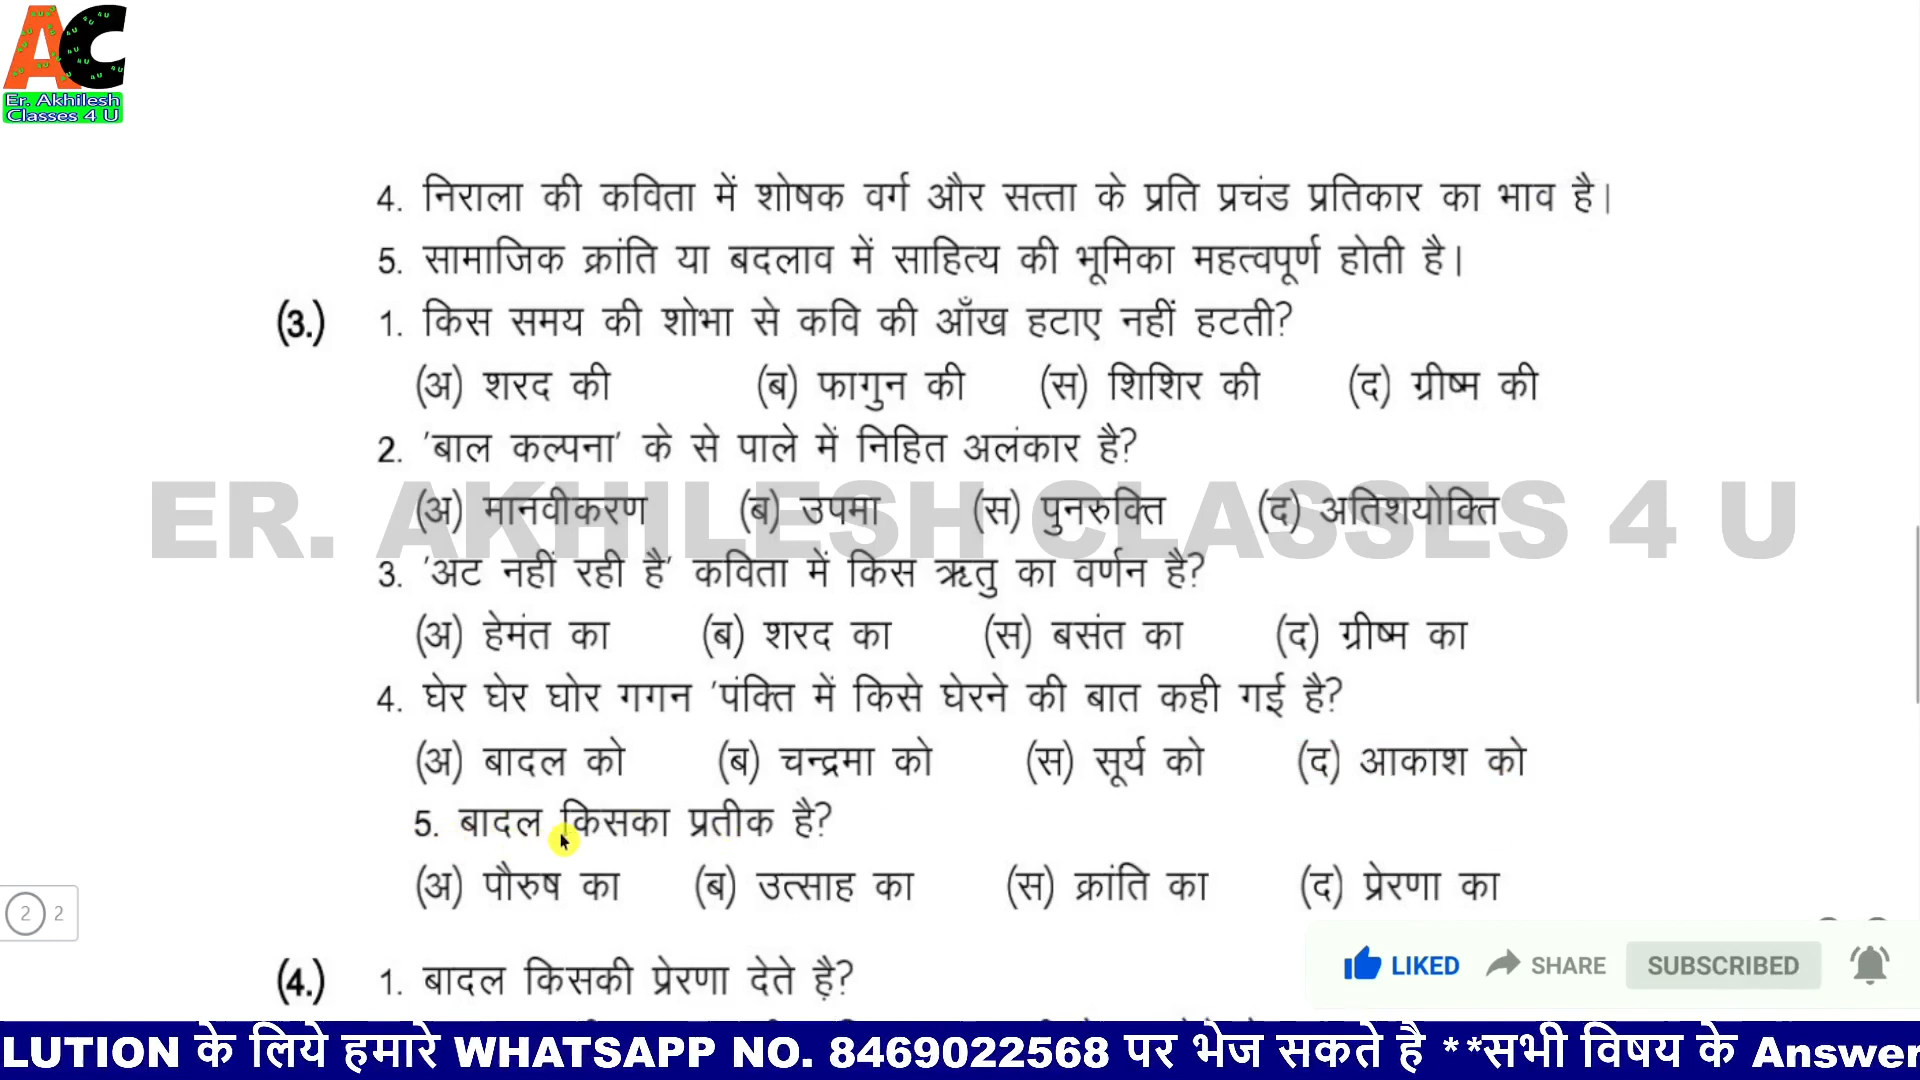 AC
Er. Akhilesh
Classes 4 U
4. निराला की कविता में शोषक वर्ग और सत्ता के प्रति प्रचंड प्रतिकार का भाव है।
5. सामाजिक क्रांति या बदलाव में साहित्य की भूमिका महत्वपूर्ण होती है।
(3.) 1. किस समय की शोभा से कवि की आँख हटाए नहीं हटती?
(अ) शरद की (ब) फागुन की (स) शिशिर की (द) ग्रीष्म की
2. 'बाल कल्पना' के से पाले में निहित अलंकार है?
ER. AKHILESH CLASSES 4 U
(अ) मानवीकरण (ब) उपमा (स) पुनरुक्ति (द) अतिशयोक्ति
3. 'अट नहीं रही है' कविता में किस ऋतु का वर्णन है?
(अ) हेमंत का (ब) शरद का (स) बसंत का (द) ग्रीष्म का
4. घेर घेर घोर गगन 'पंक्ति में किसे घेरने की बात कही गई है?
(अ) बादल को (ब) चन्द्रमा को (स) सूर्य को (द) आकाश को
5. बादल किसका प्रतीक है?
(अ) पौरुष का (ब) उत्साह का (स) क्रांति का (द) प्रेरणा का
2 2
(4.) 1. बादल किसकी प्रेरणा देते है?
LIKED SHARE SUBSCRIBED
LUTION के लिये हमारे WHATSAPP NO. 8469022568 पर भेज सकते है **सभी विषय के Answer